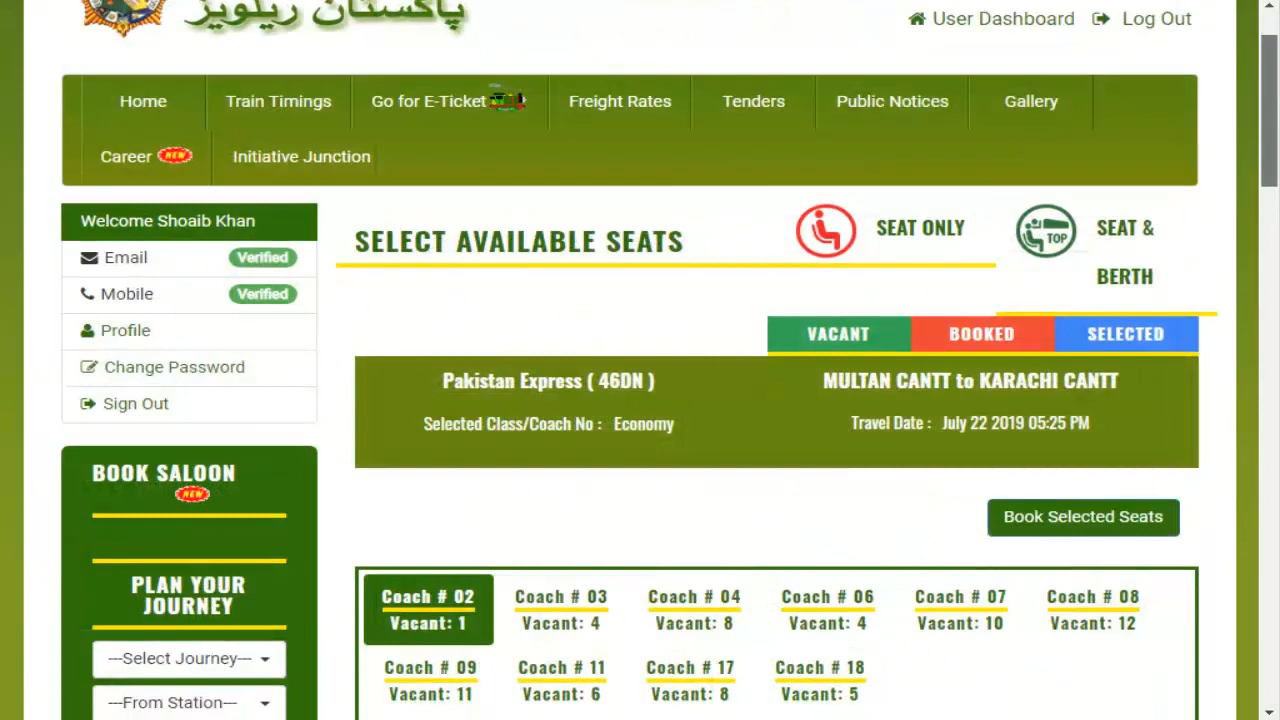 پاکستان ریلویز
User Dashboard Log Out
Home Train Timings Go for E-Ticket Freight Rates Tenders Public Notices Gallery
Career NEW Initiative Junction
Welcome Shoaib Khan
Email Verified
Mobile Verified
Profile
Change Password
Sign Out
BOOK SALOON
NEW
PLAN YOUR
JOURNEY
---Select Journey---
---From Station---
SELECT AVAILABLE SEATS
SEAT ONLY
TOP
SEAT &
BERTH
VACANT BOOKED SELECTED
Pakistan Express ( 46DN ) MULTAN CANTT to KARACHI CANTT
Selected Class/Coach No : Economy Travel Date : July 22 2019 05:25 PM
Book Selected Seats
Coach # 02 Coach # 03 Coach # 04 Coach # 06 Coach # 07 Coach # 08
Vacant: 1 Vacant: 4 Vacant: 8 Vacant: 4 Vacant: 10 Vacant: 12
Coach # 09 Coach # 11 Coach # 17 Coach # 18
Vacant: 11 Vacant: 6 Vacant: 8 Vacant: 5